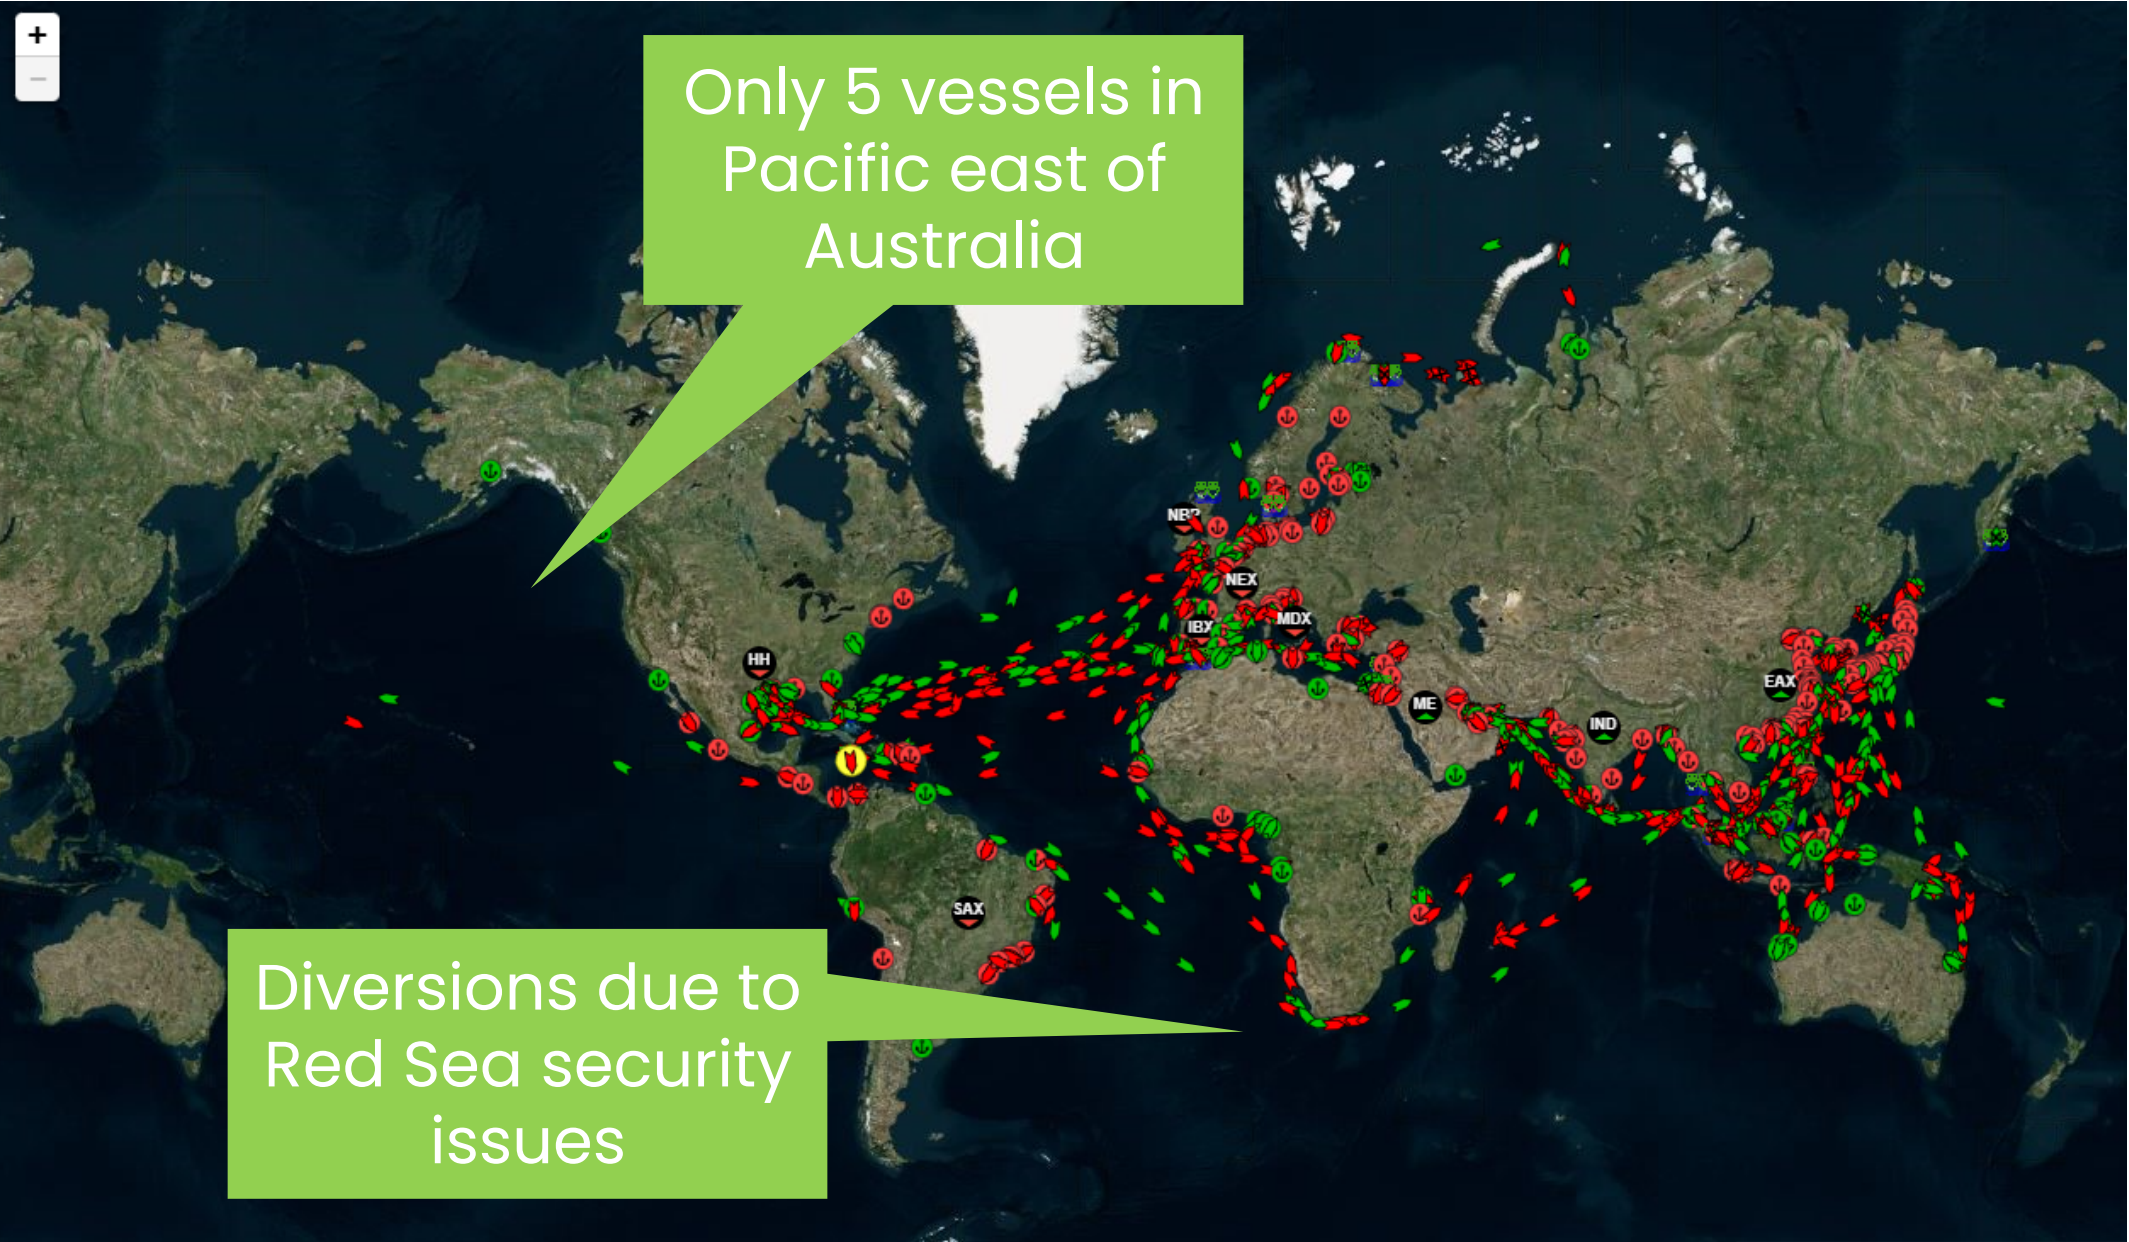 +
−
Only 5 vessels in
Pacific east of
Australia
NEX
IBX
MDX
HH
ME
IND
EAX
SAX
Diversions due to
Red Sea security
issues